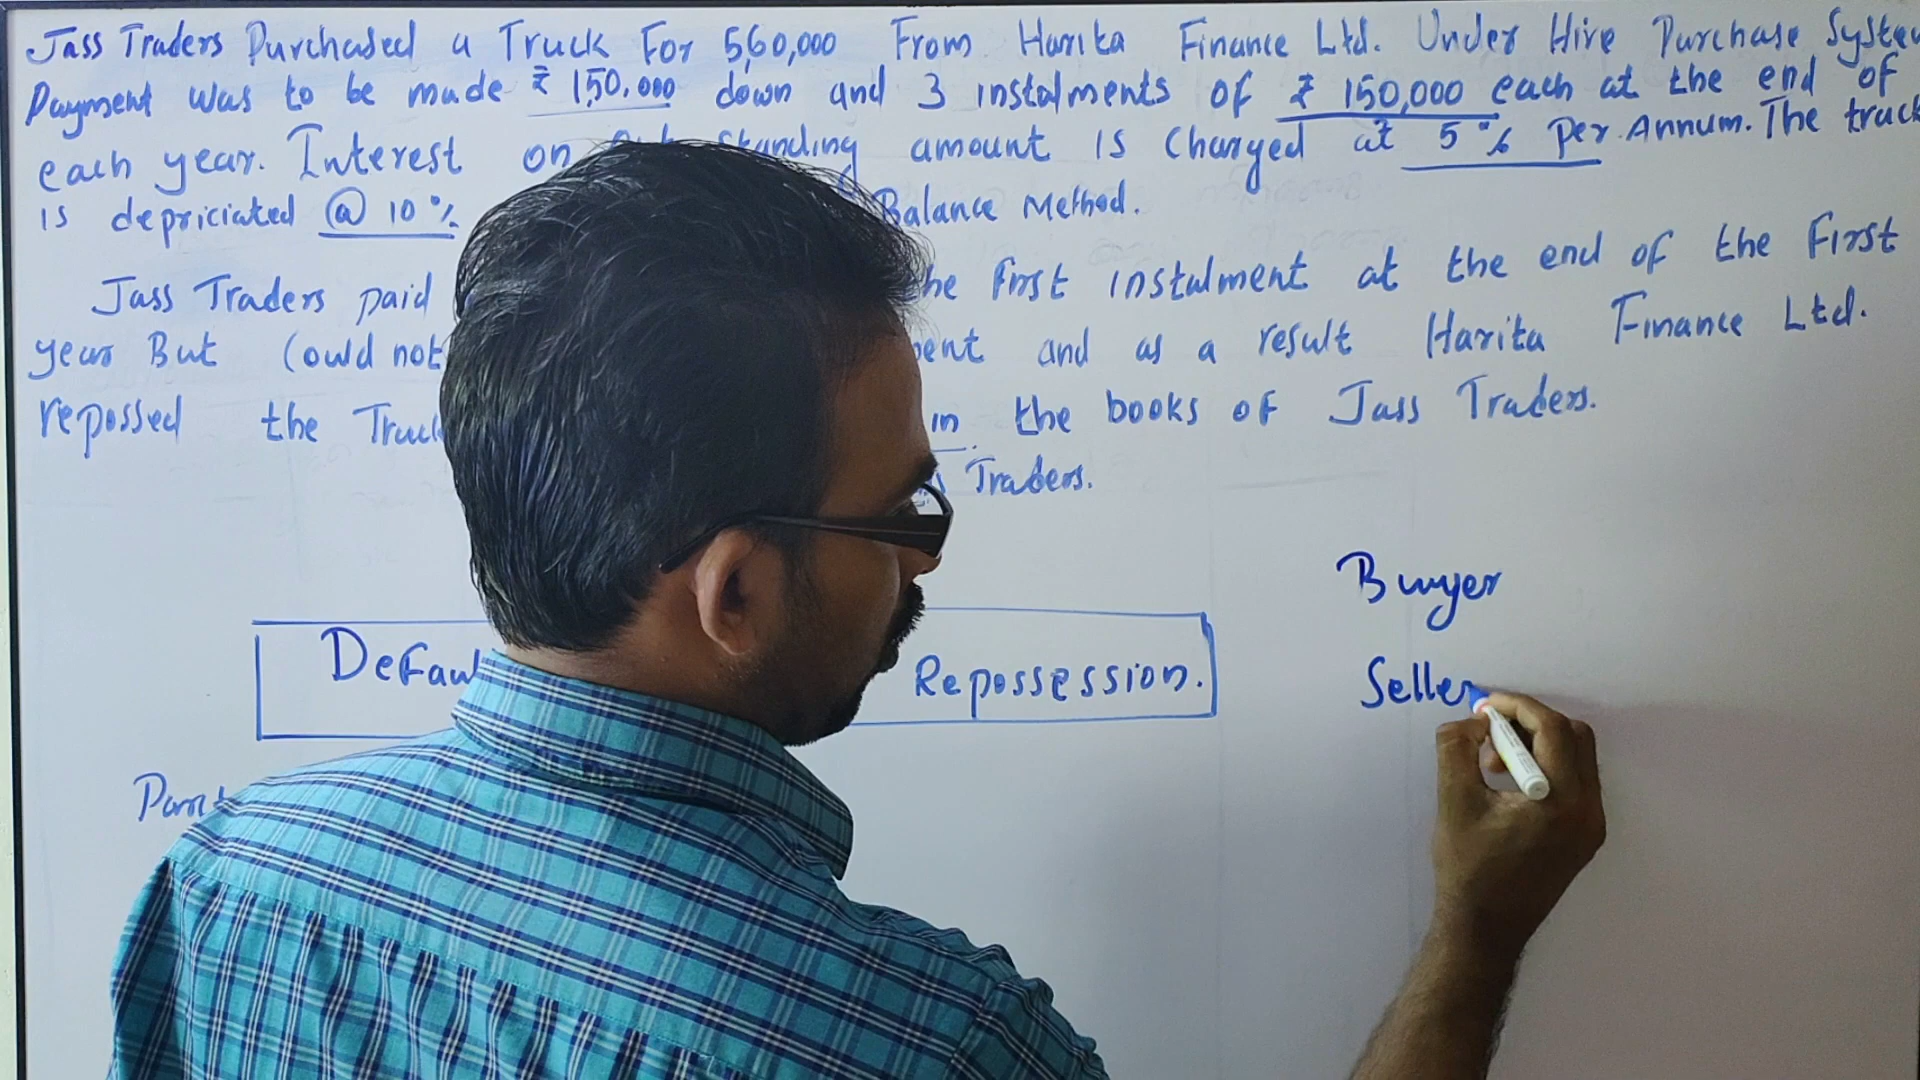 Jass Traders Purchased a Truck For 5,60,000 From Harita Finance Ltd. Under Hire Purchase System
Payment was to be made ₹ 1,50,000 down and 3 instalments of ₹ 150,000 each at the end of
each year. Interest on standing amount is Charged at 5% Per Annum. The truck
is depriciated @ 10% Balance Method.
Jass Traders paid First instalment at the end of the First
year But Could not and as a result Harita Finance Ltd.
repossed the Truck in the books of Jass Traders.
Traders.
Repossession.
Buyer
Seller